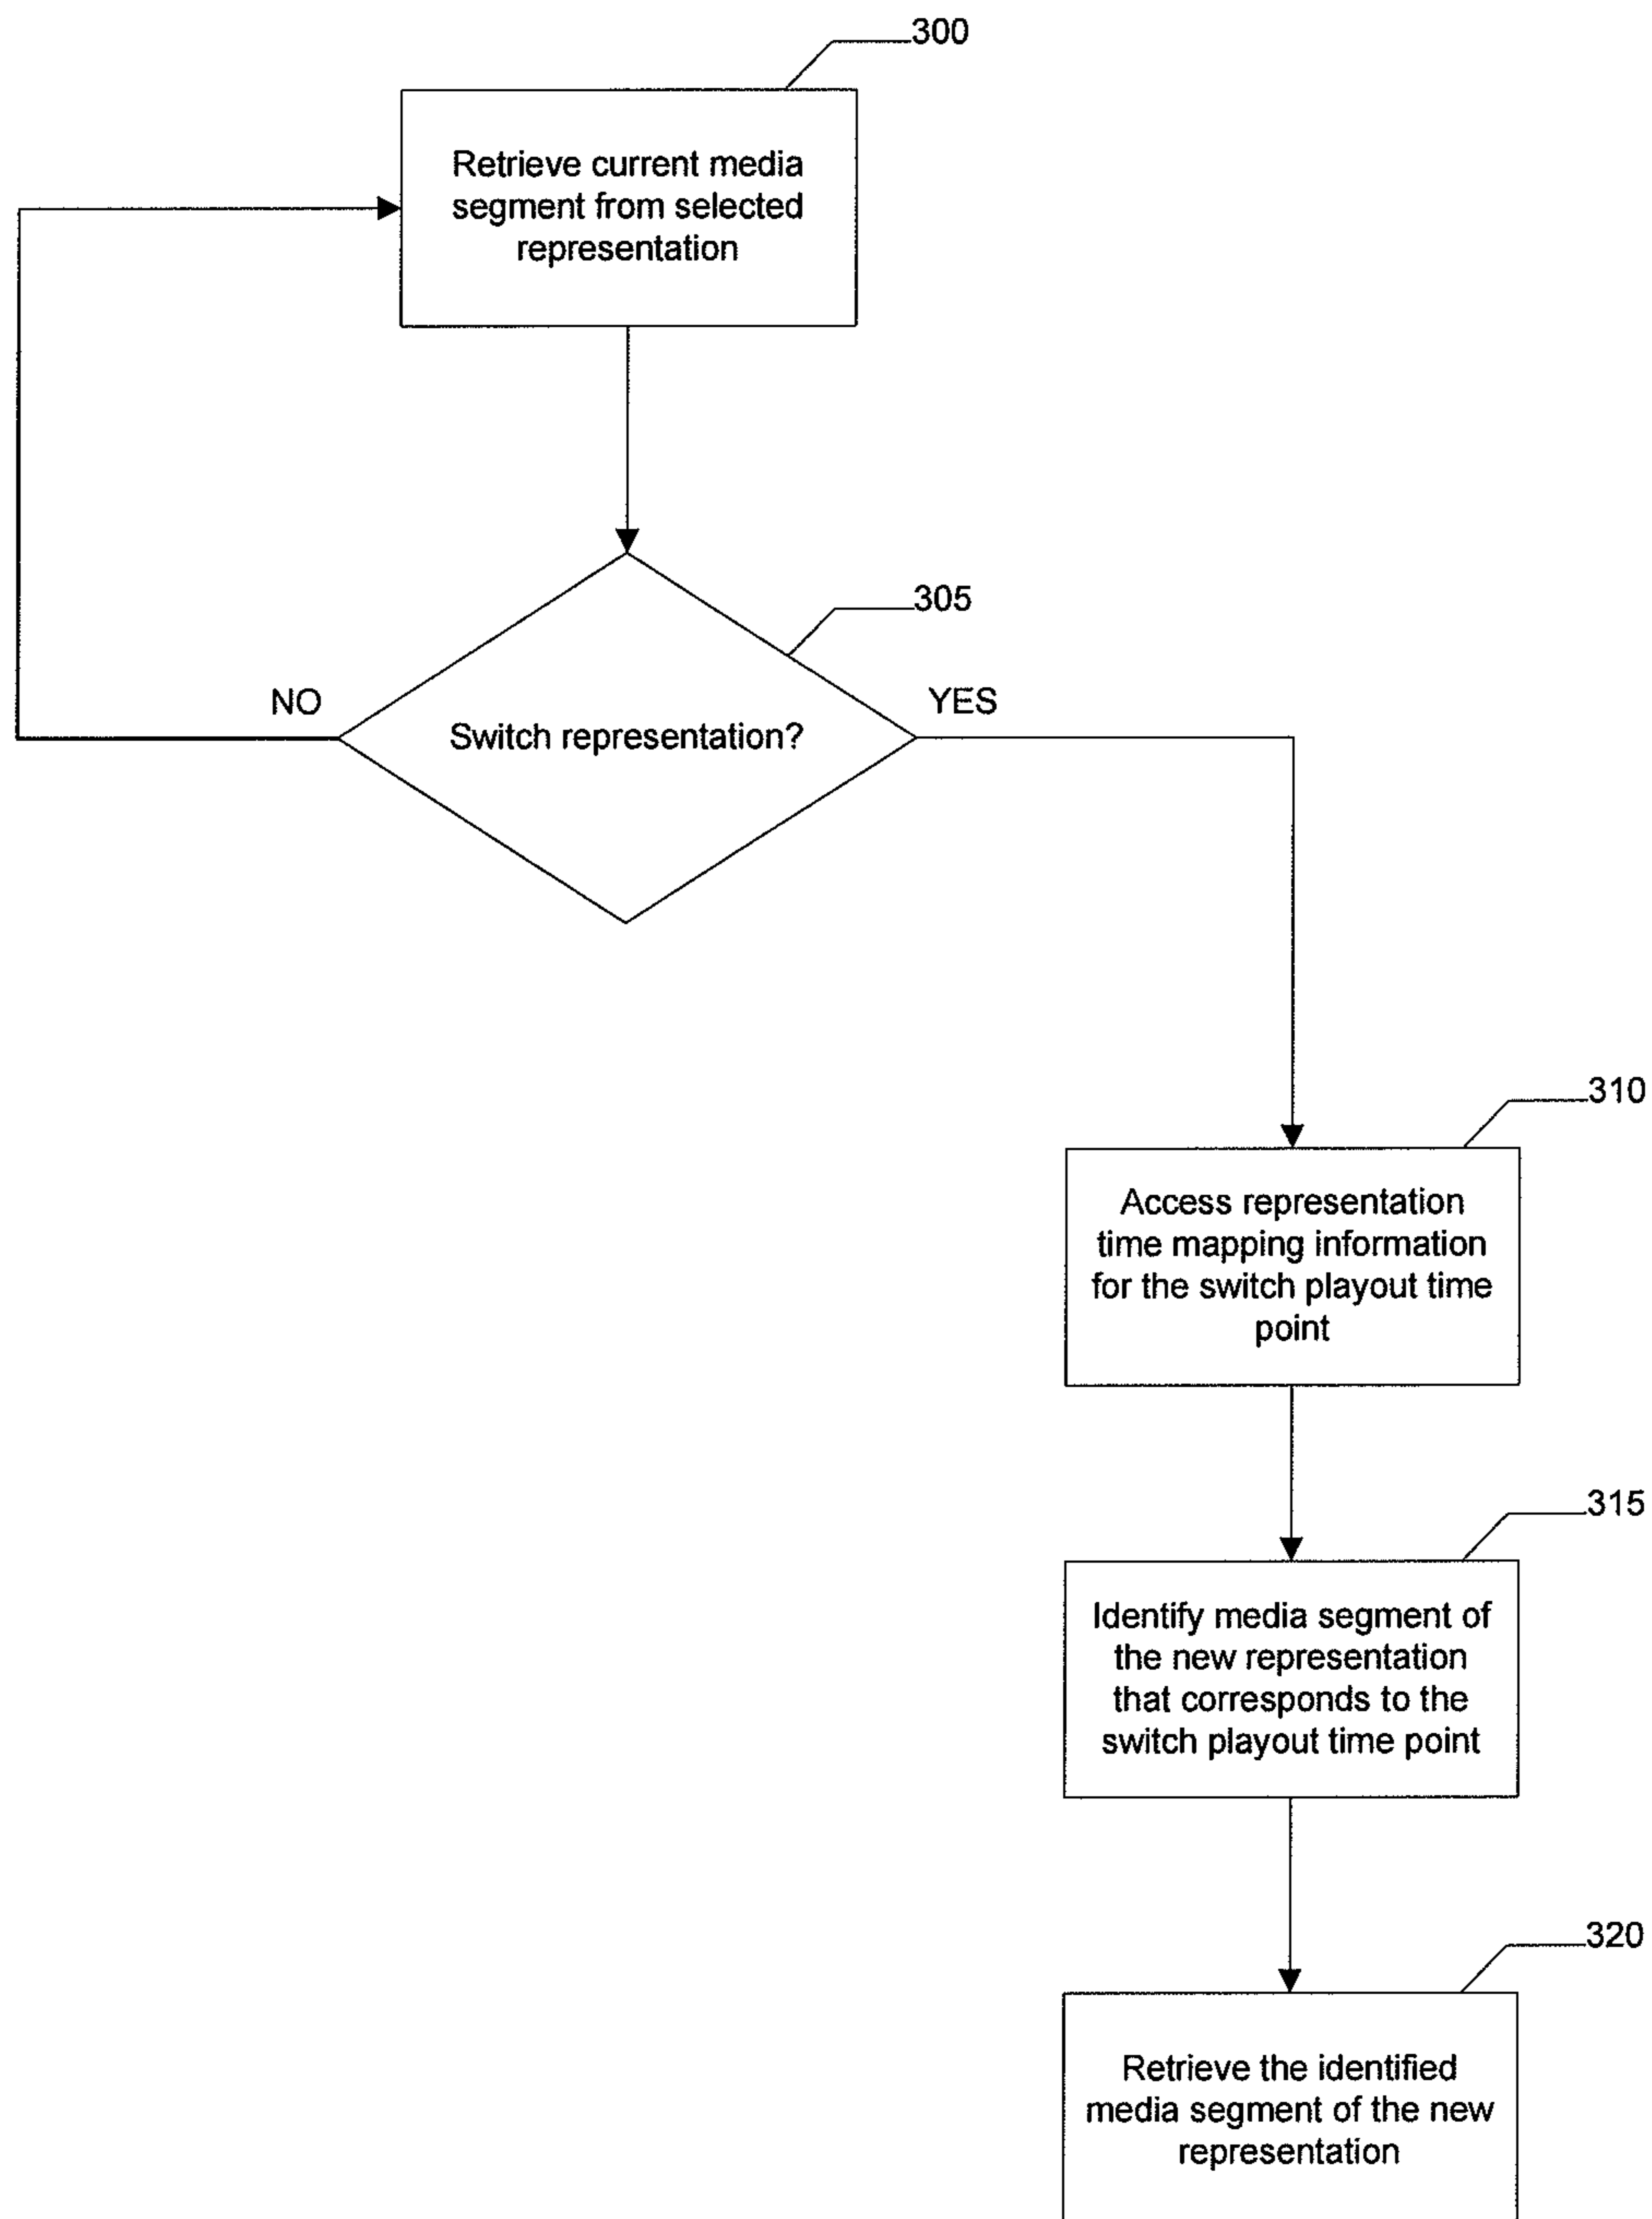 300
Retrieve current media
segment from selected
representation
305
NO
YES
Switch representation?
310
Access representation
time mapping information
for the switch playout time
point
315
Identify media segment of
the new representation
that corresponds to the
switch playout time point
320
Retrieve the identified
media segment of the new
representation